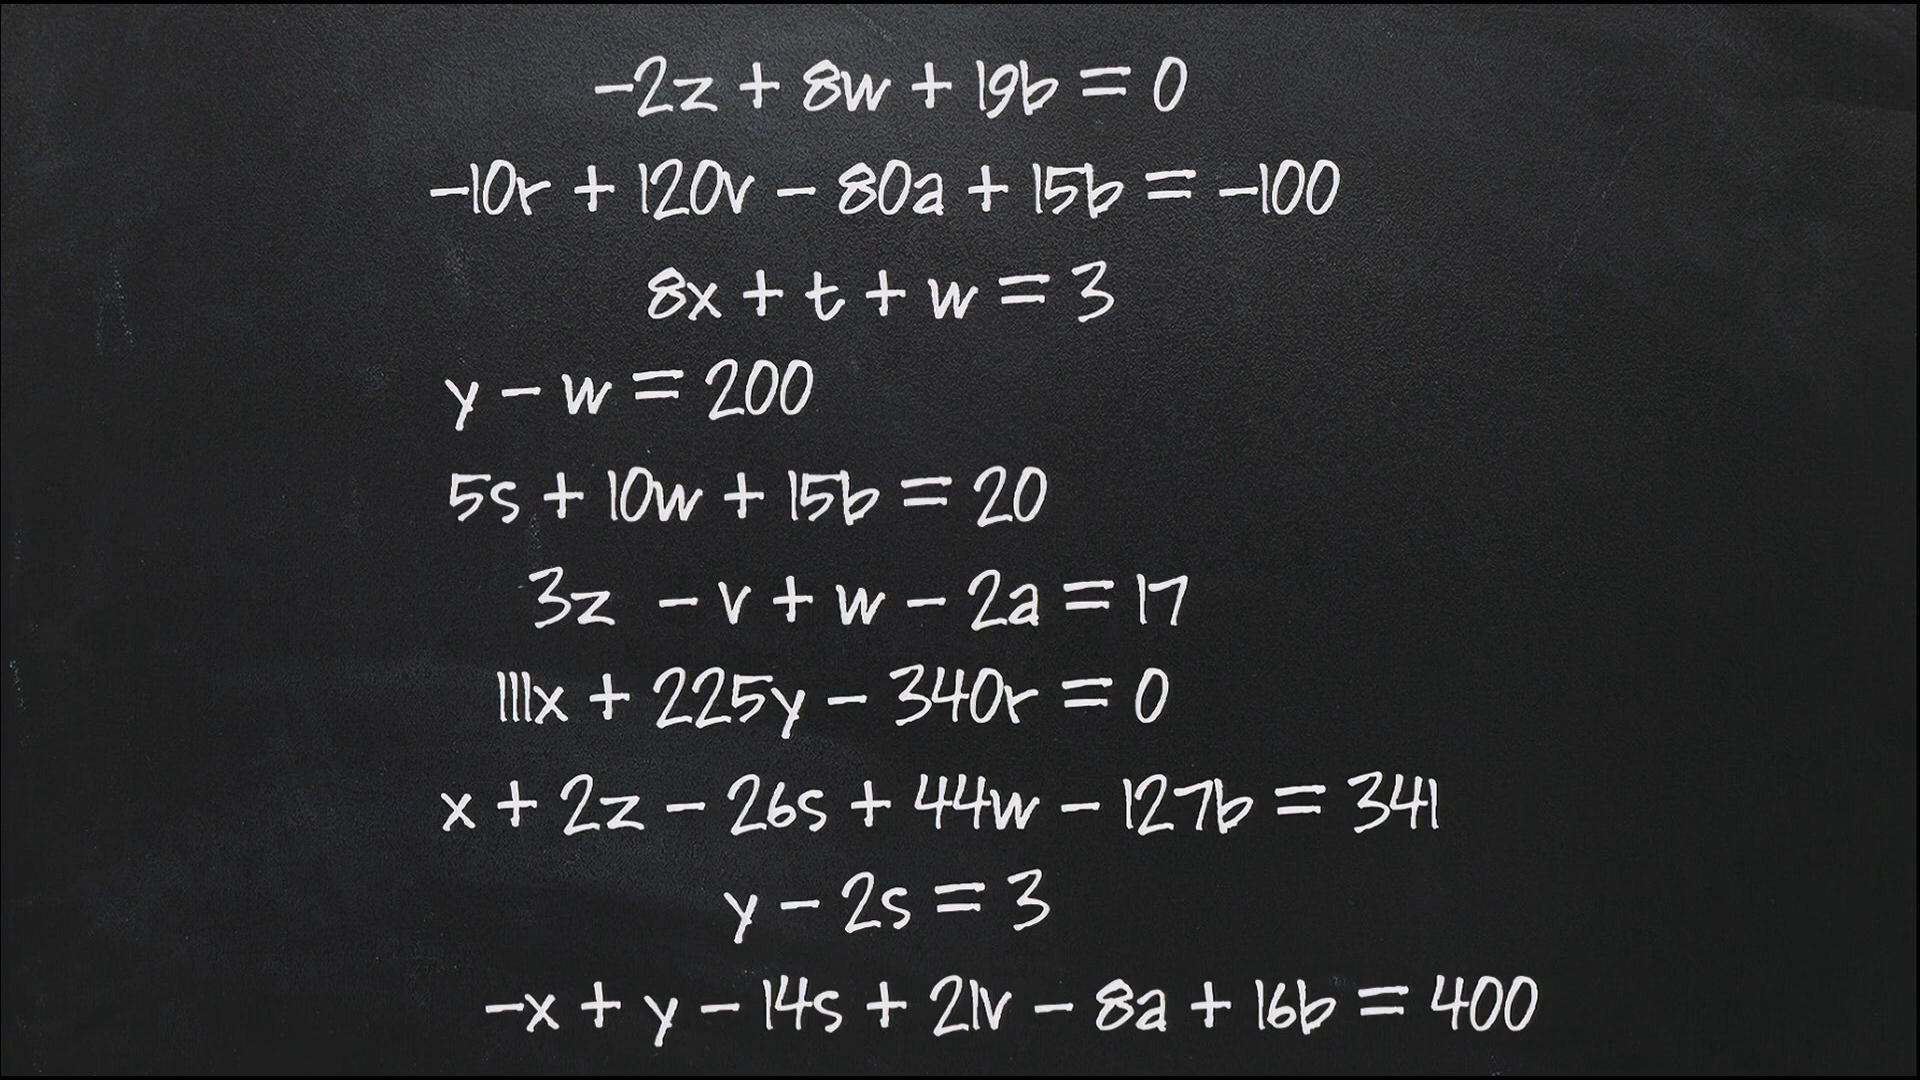 -2z + 8w + 19b = 0
-10r + 120v - 80a + 15b = -100
8x + t + w = 3
y - w = 200
5s + 10w + 15b = 20
3z - v + w - 2a = 17
111x + 225y - 340r = 0
x + 2z - 26s + 44w - 127b = 341
y - 2s = 3
-x + y - 14s + 21v - 8a + 16b = 400